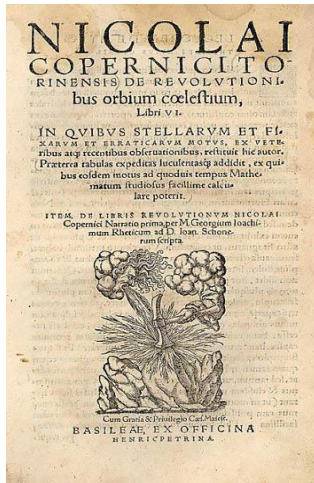 NICOLAI
COPERNICI TO-
RINENSIS DE REVOLVTIONI-
bus orbium cœlestium,
Libri VI.
IN QVIBVS STELLARVM ET FI-
XARVM ET ERRATICARVM MOTVS, EX VETE-
ribus atq; recentibus obseruationibus, restituit hic autor.
Præterea tabulas expeditas luculentasq; addidit, ex qui-
bus eosdem motus ad quoduis tempus Mathe-
matum studiosus facillime calcu-
lare poterit.
ITEM, DE LIBRIS REVOLVTIONVM NICOLAI
Copernici Narratio prima, per M. Georgium Ioachi-
mum Rheticum ad D. Ioan. Schone-
rum scripta.
Cum Gratia & Priuilegio Cæs. Maiest.
BASILEAE, EX OFFICINA
HENRICPETRINA.